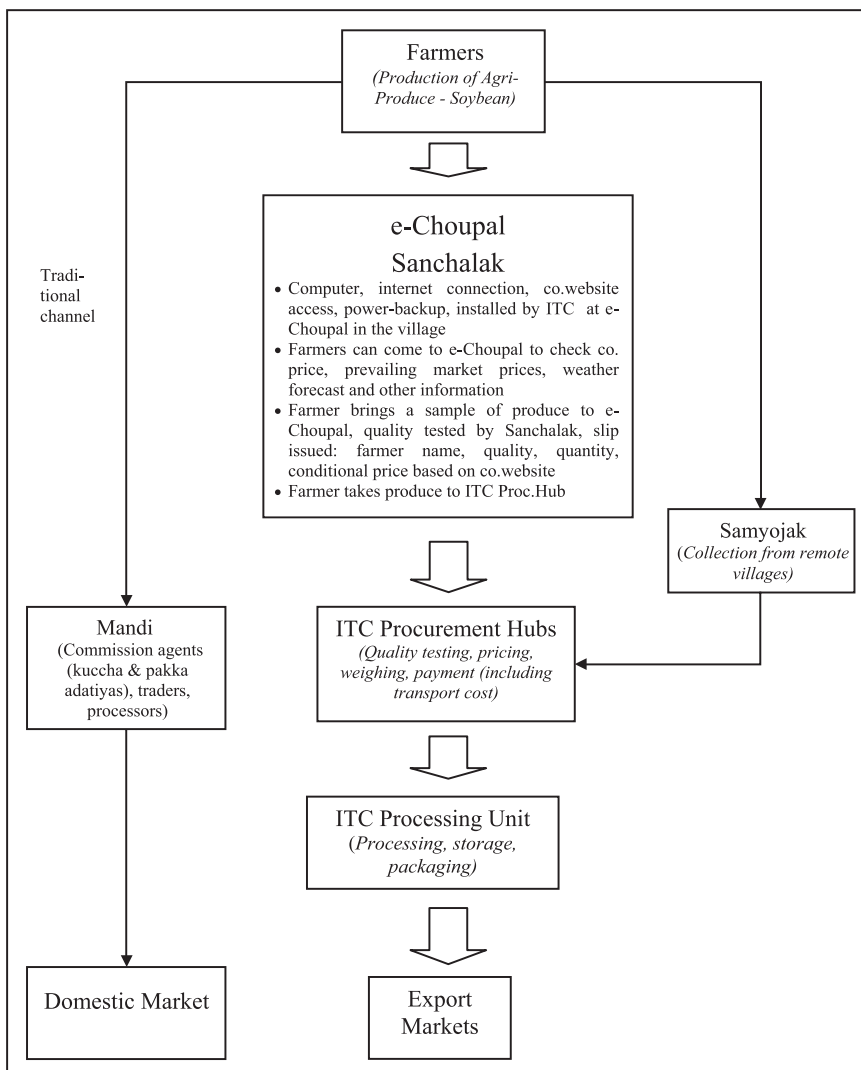 Farmers
(Production of Agri-
Produce - Soybean)
e-Choupal
Sanchalak
• Computer, internet connection, co.website
access, power-backup, installed by ITC at e-
Choupal in the village
• Farmers can come to e-Choupal to check co.
price, prevailing market prices, weather
forecast and other information
• Farmer brings a sample of produce to e-
Choupal, quality tested by Sanchalak, slip
issued: farmer name, quality, quantity,
conditional price based on co.website
• Farmer takes produce to ITC Proc.Hub
Tradi-
tional
channel
Samyojak
(Collection from remote
villages)
Mandi
(Commission agents
(kuccha & pakka
adatiyas), traders,
processors)
ITC Procurement Hubs
(Quality testing, pricing,
weighing, payment (including
transport cost)
ITC Processing Unit
(Processing, storage,
packaging)
Domestic Market
Export
Markets